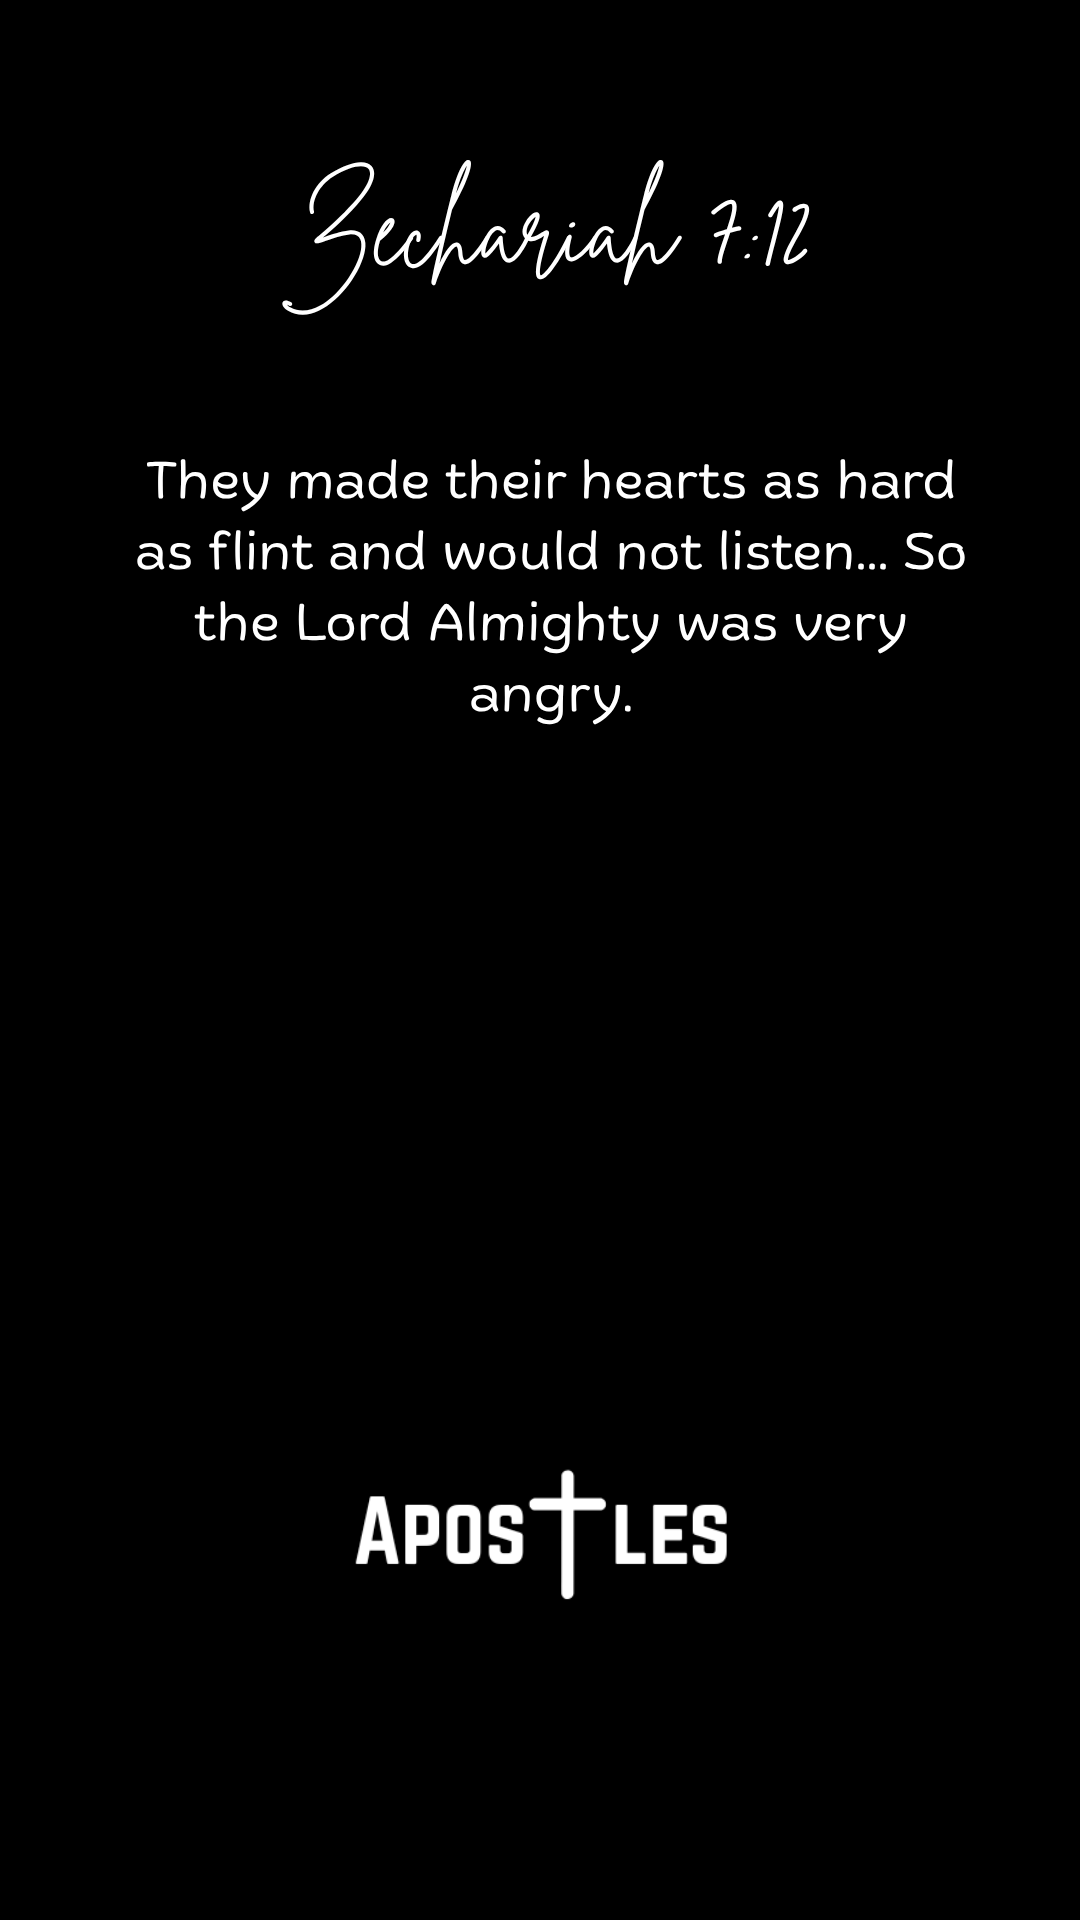 Zechariah 7:12
They made their hearts as hard
as flint and would not listen... So
the Lord Almighty was very
angry.
APOSTLES